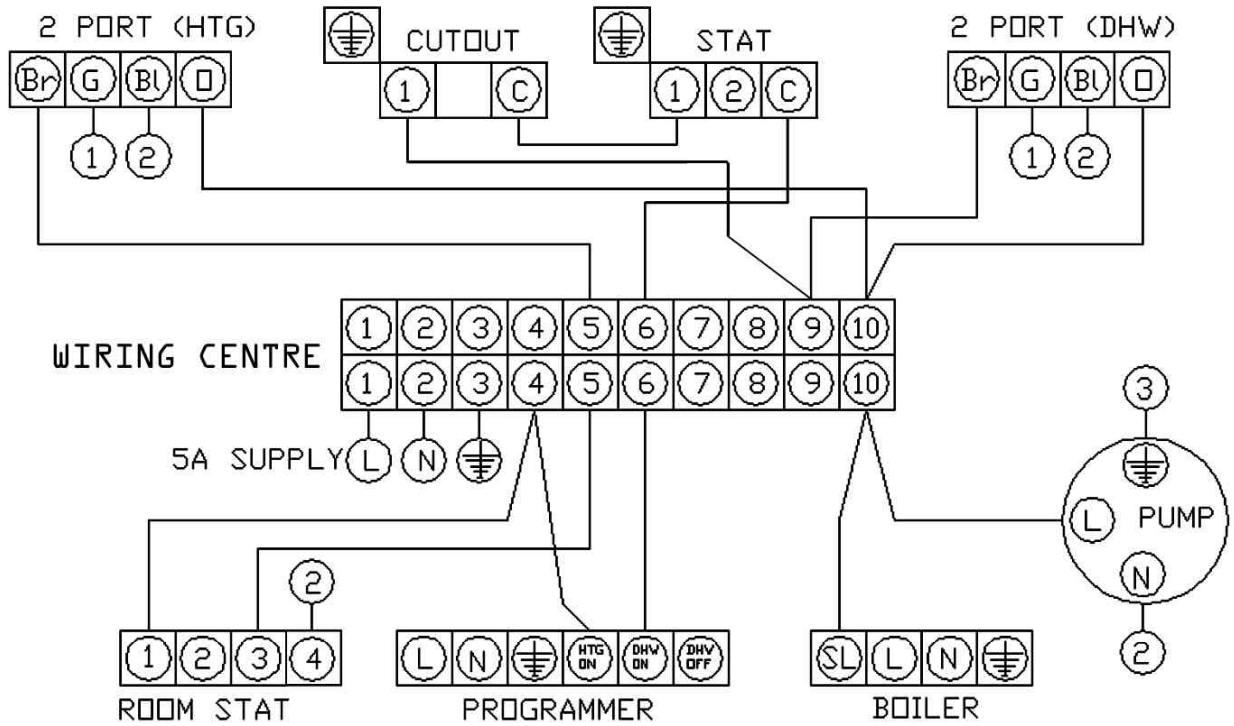 2 PORT (HTG)
CUTOUT
STAT
2 PORT (DHW)
Br G Bl O
1 C
1 2 C
Br G Bl O
1 2
1 2
1 2 3 4 5 6 7 8 9 10
WIRING CENTRE
1 2 3 4 5 6 7 8 9 10
3
5A SUPPLY L N
L PUMP
N
2
2
1 2 3 4
L N HTG ON DHW ON DHV OFF
SL L N
ROOM STAT
PROGRAMMER
BOILER